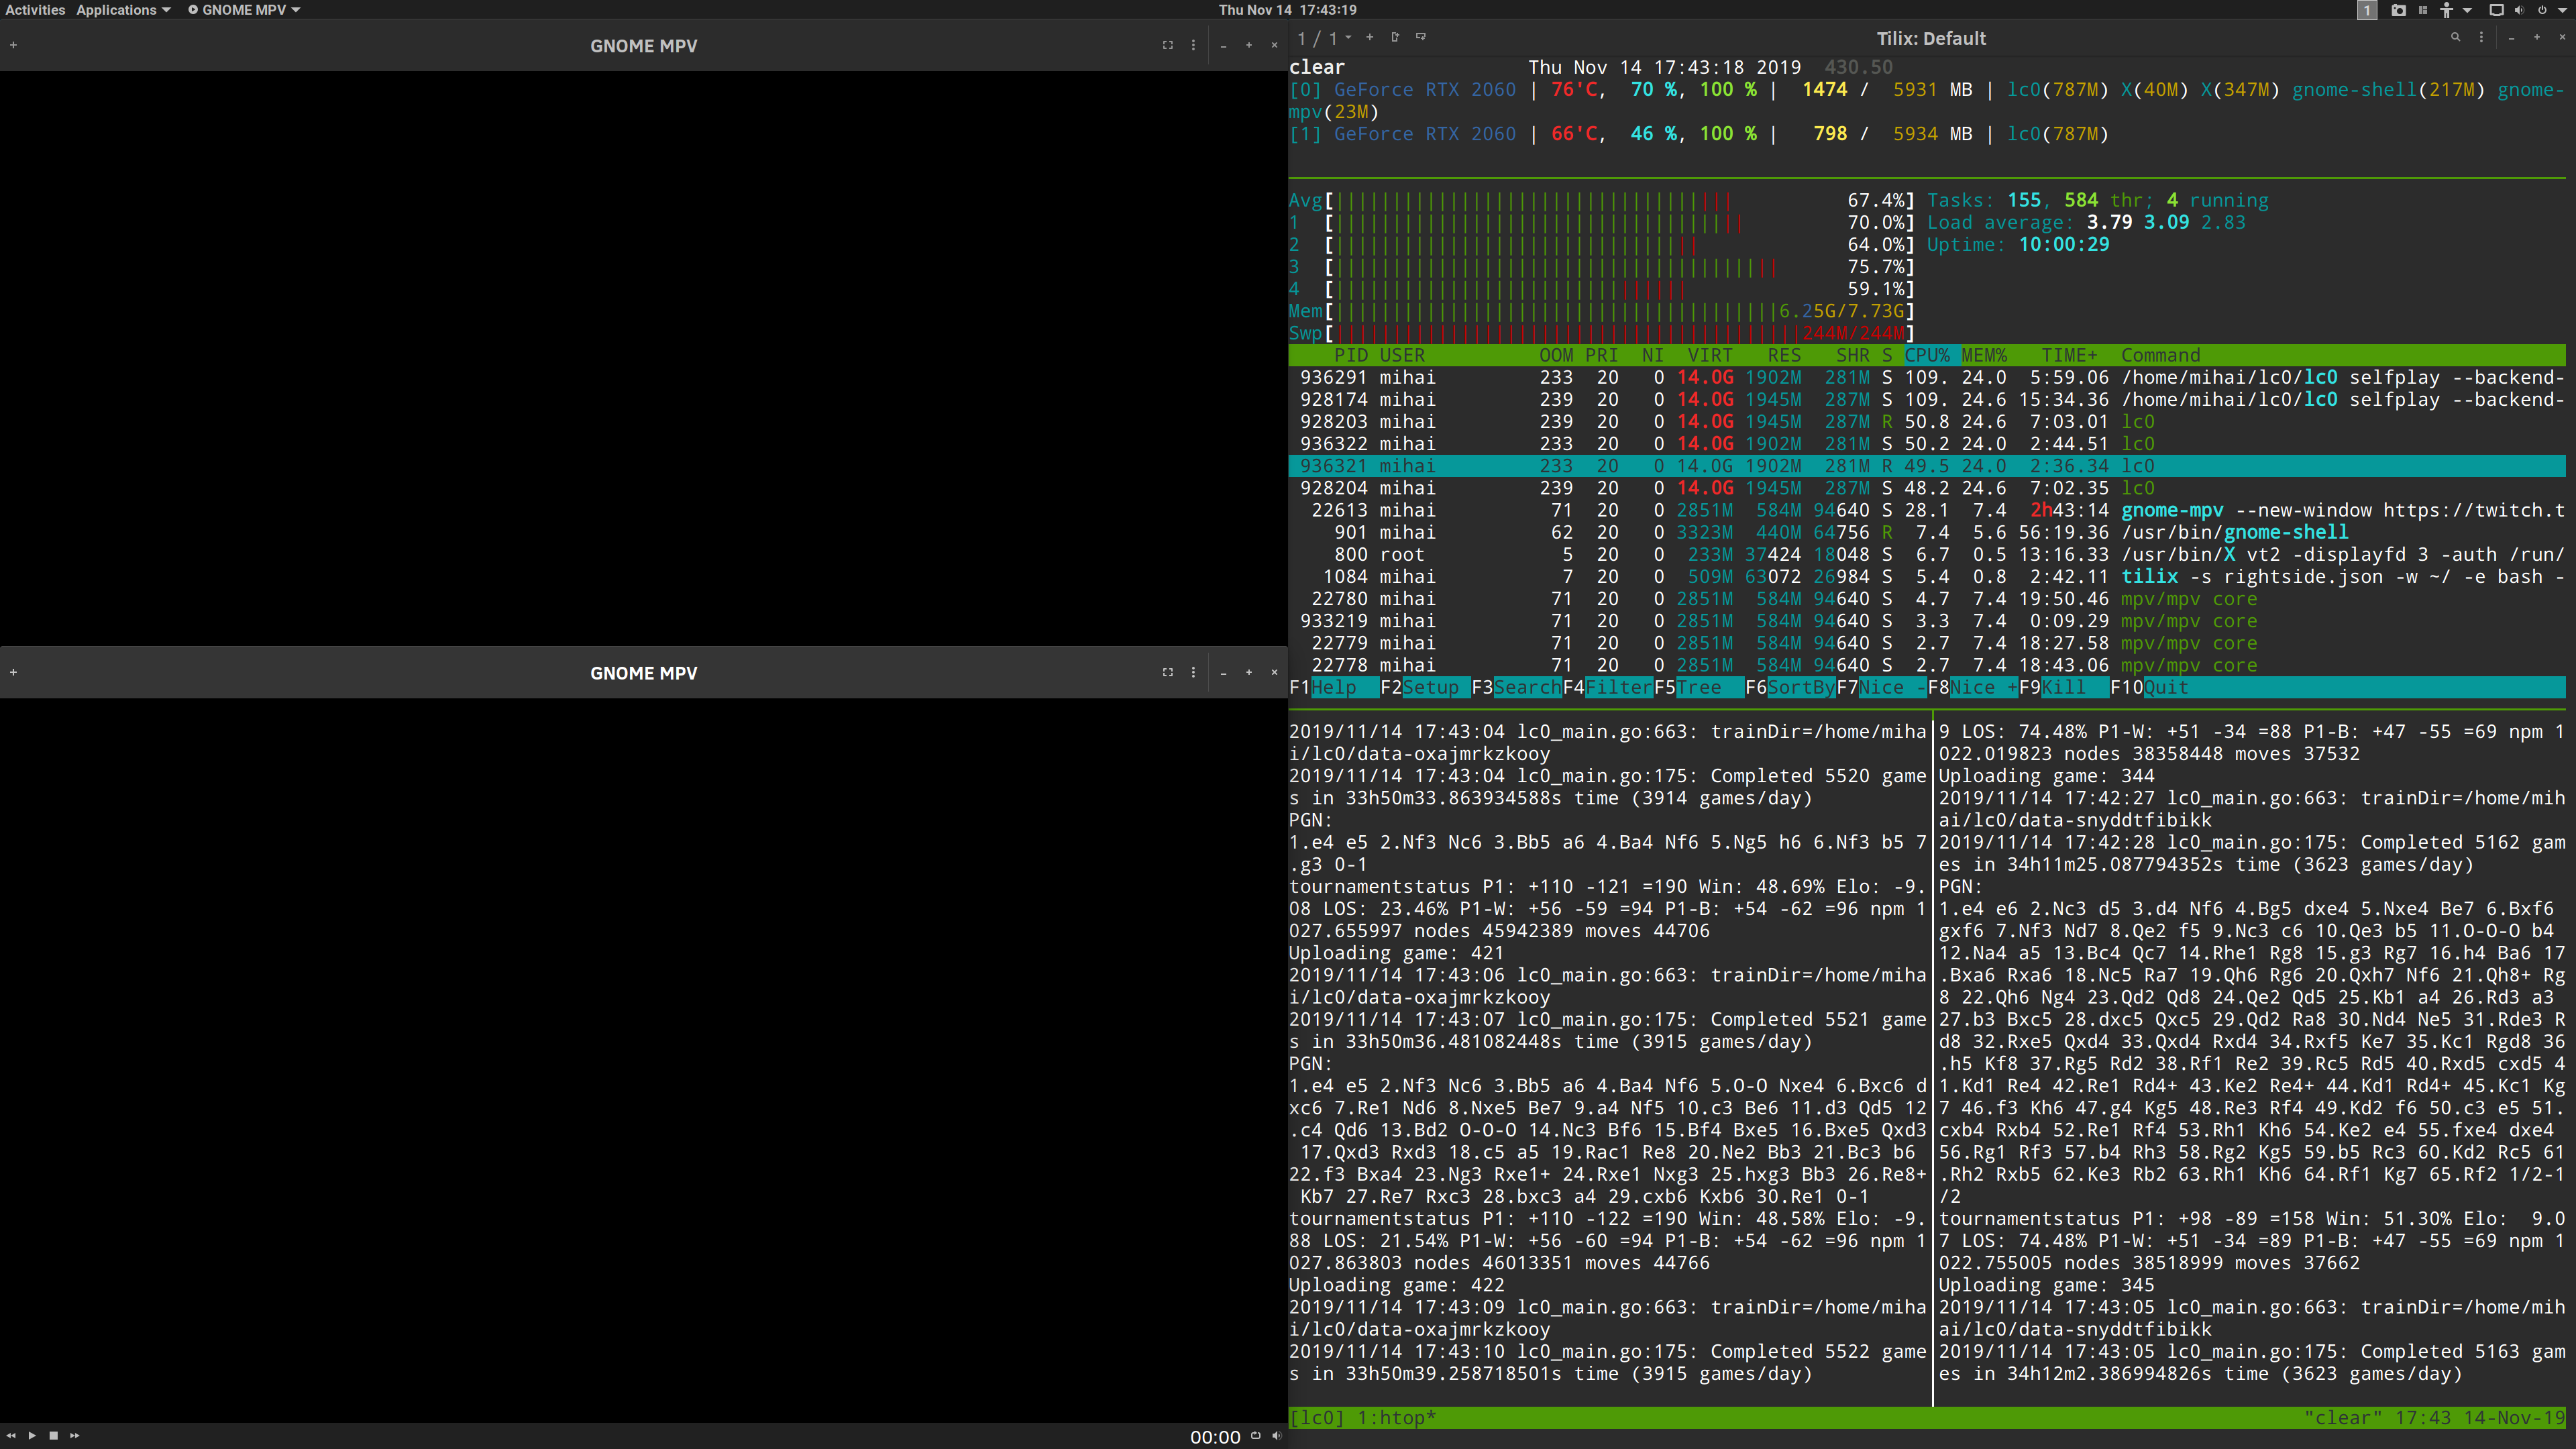 Activities Applications GNOME MPV Thu Nov 14 17:43:19 1
GNOME MPV
GNOME MPV
00:00
1 / 1 Tilix: Default
clear Thu Nov 14 17:43:18 2019 430.50
[0] GeForce RTX 2060 | 76'C, 70 %, 100 % | 1474 / 5931 MB | lc0(787M) X(40M) X(347M) gnome-shell(217M) gnome-
mpv(23M)
[1] GeForce RTX 2060 | 66'C, 46 %, 100 % | 798 / 5934 MB | lc0(787M)
Avg[ 67.4%] Tasks: 155, 584 thr; 4 running
1 [ 70.0%] Load average: 3.79 3.09 2.83
2 [ 64.0%] Uptime: 10:00:29
3 [ 75.7%]
4 [ 59.1%]
Mem[ 6.25G/7.73G]
Swp[ 244M/244M]
PID USER OOM PRI NI VIRT RES SHR S CPU% MEM% TIME+ Command
936291 mihai 233 20 0 14.0G 1902M 281M S 109. 24.0 5:59.06 /home/mihai/lc0/lc0 selfplay --backend-
928174 mihai 239 20 0 14.0G 1945M 287M S 109. 24.6 15:34.36 /home/mihai/lc0/lc0 selfplay --backend-
928203 mihai 239 20 0 14.0G 1945M 287M R 50.8 24.6 7:03.01 lc0
936322 mihai 233 20 0 14.0G 1902M 281M S 50.2 24.0 2:44.51 lc0
936321 mihai 233 20 0 14.0G 1902M 281M R 49.5 24.0 2:36.34 lc0
928204 mihai 239 20 0 14.0G 1945M 287M S 48.2 24.6 7:02.35 lc0
22613 mihai 71 20 0 2851M 584M 94640 S 28.1 7.4 2h43:14 gnome-mpv --new-window https://twitch.t
901 mihai 62 20 0 3323M 440M 64756 R 7.4 5.6 56:19.36 /usr/bin/gnome-shell
800 root 5 20 0 233M 37424 18048 S 6.7 0.5 13:16.33 /usr/bin/X vt2 -displayfd 3 -auth /run/
1084 mihai 7 20 0 509M 63072 26984 S 5.4 0.8 2:42.11 tilix -s rightside.json -w ~/ -e bash -
22780 mihai 71 20 0 2851M 584M 94640 S 4.7 7.4 19:50.46 mpv/mpv core
933219 mihai 71 20 0 2851M 584M 94640 S 3.3 7.4 0:09.29 mpv/mpv core
22779 mihai 71 20 0 2851M 584M 94640 S 2.7 7.4 18:27.58 mpv/mpv core
22778 mihai 71 20 0 2851M 584M 94640 S 2.7 7.4 18:43.06 mpv/mpv core
F1Help F2Setup F3SearchF4FilterF5Tree F6SortByF7Nice -F8Nice +F9Kill F10Quit
2019/11/14 17:43:04 lc0_main.go:663: trainDir=/home/miha
i/lc0/data-oxajmrkzkooy
2019/11/14 17:43:04 lc0_main.go:175: Completed 5520 game
s in 33h50m33.863934588s time (3914 games/day)
PGN:
1.e4 e5 2.Nf3 Nc6 3.Bb5 a6 4.Ba4 Nf6 5.Ng5 h6 6.Nf3 b5 7
.g3 0-1
tournamentstatus P1: +110 -121 =190 Win: 48.69% Elo: -9.
08 LOS: 23.46% P1-W: +56 -59 =94 P1-B: +54 -62 =96 npm 1
027.655997 nodes 45942389 moves 44706
Uploading game: 421
2019/11/14 17:43:06 lc0_main.go:663: trainDir=/home/miha
i/lc0/data-oxajmrkzkooy
2019/11/14 17:43:07 lc0_main.go:175: Completed 5521 game
s in 33h50m36.481082448s time (3915 games/day)
PGN:
1.e4 e5 2.Nf3 Nc6 3.Bb5 a6 4.Ba4 Nf6 5.O-O Nxe4 6.Bxc6 d
xc6 7.Re1 Nd6 8.Nxe5 Be7 9.a4 Nf5 10.c3 Be6 11.d3 Qd5 12
.c4 Qd6 13.Bd2 O-O-O 14.Nc3 Bf6 15.Bf4 Bxe5 16.Bxe5 Qxd3
17.Qxd3 Rxd3 18.c5 a5 19.Rac1 Re8 20.Ne2 Bb3 21.Bc3 b6
22.f3 Bxa4 23.Ng3 Rxe1+ 24.Rxe1 Nxg3 25.hxg3 Bb3 26.Re8+
Kb7 27.Re7 Rxc3 28.bxc3 a4 29.cxb6 Kxb6 30.Re1 0-1
tournamentstatus P1: +110 -122 =190 Win: 48.58% Elo: -9.
88 LOS: 21.54% P1-W: +56 -60 =94 P1-B: +54 -62 =96 npm 1
027.863803 nodes 46013351 moves 44766
Uploading game: 422
2019/11/14 17:43:09 lc0_main.go:663: trainDir=/home/miha
i/lc0/data-oxajmrkzkooy
2019/11/14 17:43:10 lc0_main.go:175: Completed 5522 game
s in 33h50m39.258718501s time (3915 games/day)
9 LOS: 74.48% P1-W: +51 -34 =88 P1-B: +47 -55 =69 npm 1
022.019823 nodes 38358448 moves 37532
Uploading game: 344
2019/11/14 17:42:27 lc0_main.go:663: trainDir=/home/mih
ai/lc0/data-snyddtfibikk
2019/11/14 17:42:28 lc0_main.go:175: Completed 5162 gam
es in 34h11m25.087794352s time (3623 games/day)
PGN:
1.e4 e6 2.Nc3 d5 3.d4 Nf6 4.Bg5 dxe4 5.Nxe4 Be7 6.Bxf6
gxf6 7.Nf3 Nd7 8.Qe2 f5 9.Nc3 c6 10.Qe3 b5 11.O-O-O b4
12.Na4 a5 13.Bc4 Qc7 14.Rhe1 Rg8 15.g3 Rg7 16.h4 Ba6 17
.Bxa6 Rxa6 18.Nc5 Ra7 19.Qh6 Rg6 20.Qxh7 Nf6 21.Qh8+ Rg
8 22.Qh6 Ng4 23.Qd2 Qd8 24.Qe2 Qd5 25.Kb1 a4 26.Rd3 a3
27.b3 Bxc5 28.dxc5 Qxc5 29.Qd2 Ra8 30.Nd4 Ne5 31.Rde3 R
d8 32.Rxe5 Qxd4 33.Qxd4 Rxd4 34.Rxf5 Ke7 35.Kc1 Rgd8 36
.h5 Kf8 37.Rg5 Rd2 38.Rf1 Re2 39.Rc5 Rd5 40.Rxd5 cxd5 4
1.Kd1 Re4 42.Re1 Rd4+ 43.Ke2 Re4+ 44.Kd1 Rd4+ 45.Kc1 Kg
7 46.f3 Kh6 47.g4 Kg5 48.Re3 Rf4 49.Kd2 f6 50.c3 e5 51.
cxb4 Rxb4 52.Re1 Rf4 53.Rh1 Kh6 54.Ke2 e4 55.fxe4 dxe4
56.Rg1 Rf3 57.b4 Rh3 58.Rg2 Kg5 59.b5 Rc3 60.Kd2 Rc5 61
.Rh2 Rxb5 62.Ke3 Rb2 63.Rh1 Kh6 64.Rf1 Kg7 65.Rf2 1/2-1
/2
tournamentstatus P1: +98 -89 =158 Win: 51.30% Elo: 9.0
7 LOS: 74.48% P1-W: +51 -34 =89 P1-B: +47 -55 =69 npm 1
022.755005 nodes 38518999 moves 37662
Uploading game: 345
2019/11/14 17:43:05 lc0_main.go:663: trainDir=/home/mih
ai/lc0/data-snyddtfibikk
2019/11/14 17:43:05 lc0_main.go:175: Completed 5163 gam
es in 34h12m2.386994826s time (3623 games/day)
[lc0] 1:htop* "clear" 17:43 14-Nov-19